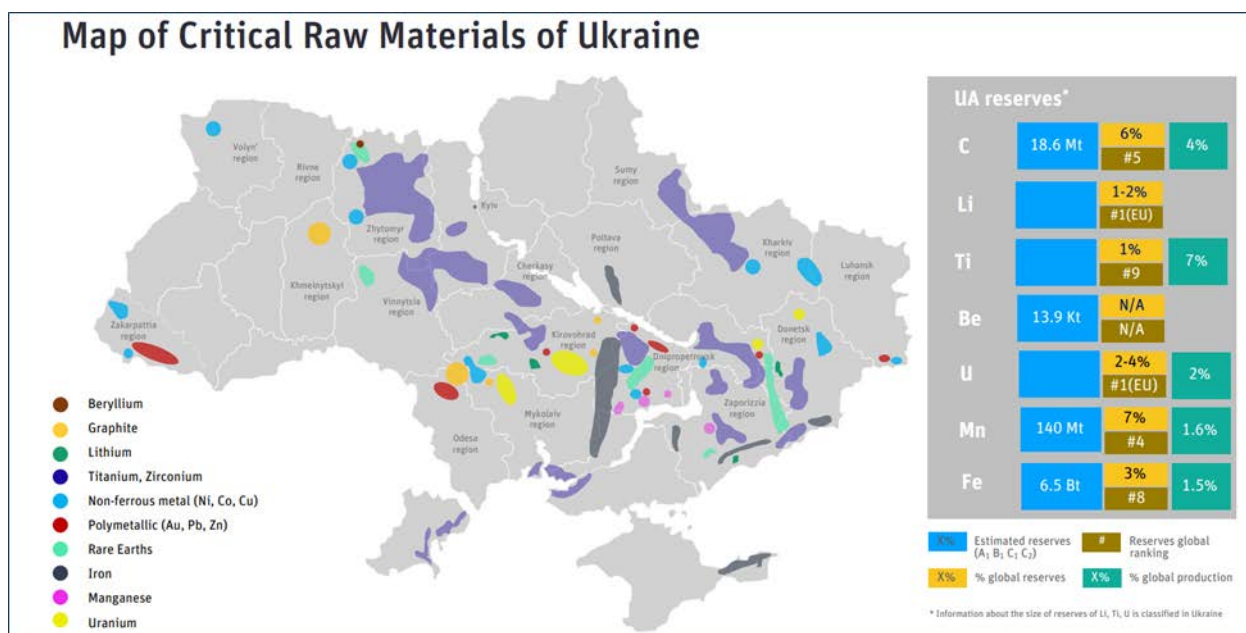 Map of Critical Raw Materials of Ukraine
Volyn'
region
Rivne
region
Zhytomyr
region
Kyiv
Sumy
region
Poltava
region
Kharkiv
region
Luhansk
region
Khmelnytskyi
region
Vinnytsia
region
Cherkasy
region
Zakarpattia
region
Kirovohrad
region
Dnipropetrovsk
region
Donetsk
region
Mykolaiv
region
Zaporizzia
region
Odesa
region
Beryllium
Graphite
Lithium
Titanium, Zirconium
Non-ferrous metal (Ni, Co, Cu)
Polymetallic (Au, Pb, Zn)
Rare Earths
Iron
Manganese
Uranium
UA reserves*
C 18.6 Mt 6% #5 4%
Li 1-2% #1(EU)
Ti 1% #9 7%
Be 13.9 Kt N/A N/A
U 2-4% #1(EU) 2%
Mn 140 Mt 7% #4 1.6%
Fe 6.5 Bt 3% #8 1.5%
X% Estimated reserves
(A₁ B₁ C₁ C₂)
# Reserves global
ranking
X% % global reserves
X% % global production
* Information about the size of reserves of Li, Ti, U is classified in Ukraine